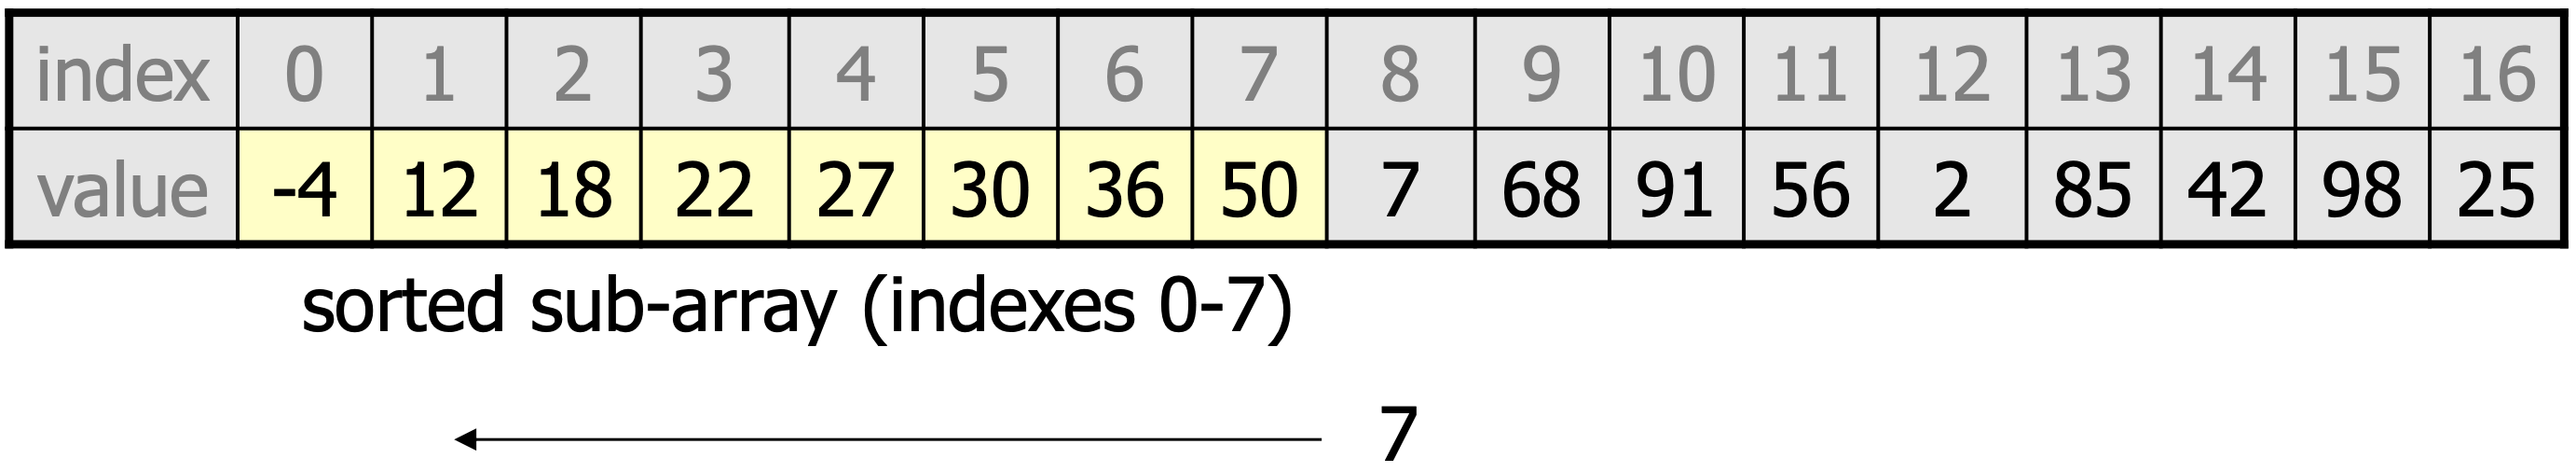 index 0 1 2 3 4 5 6 7 8 9 10 11 12 13 14 15 16
value -4 12 18 22 27 30 36 50 7 68 91 56 2 85 42 98 25
sorted sub-array (indexes 0-7)
7